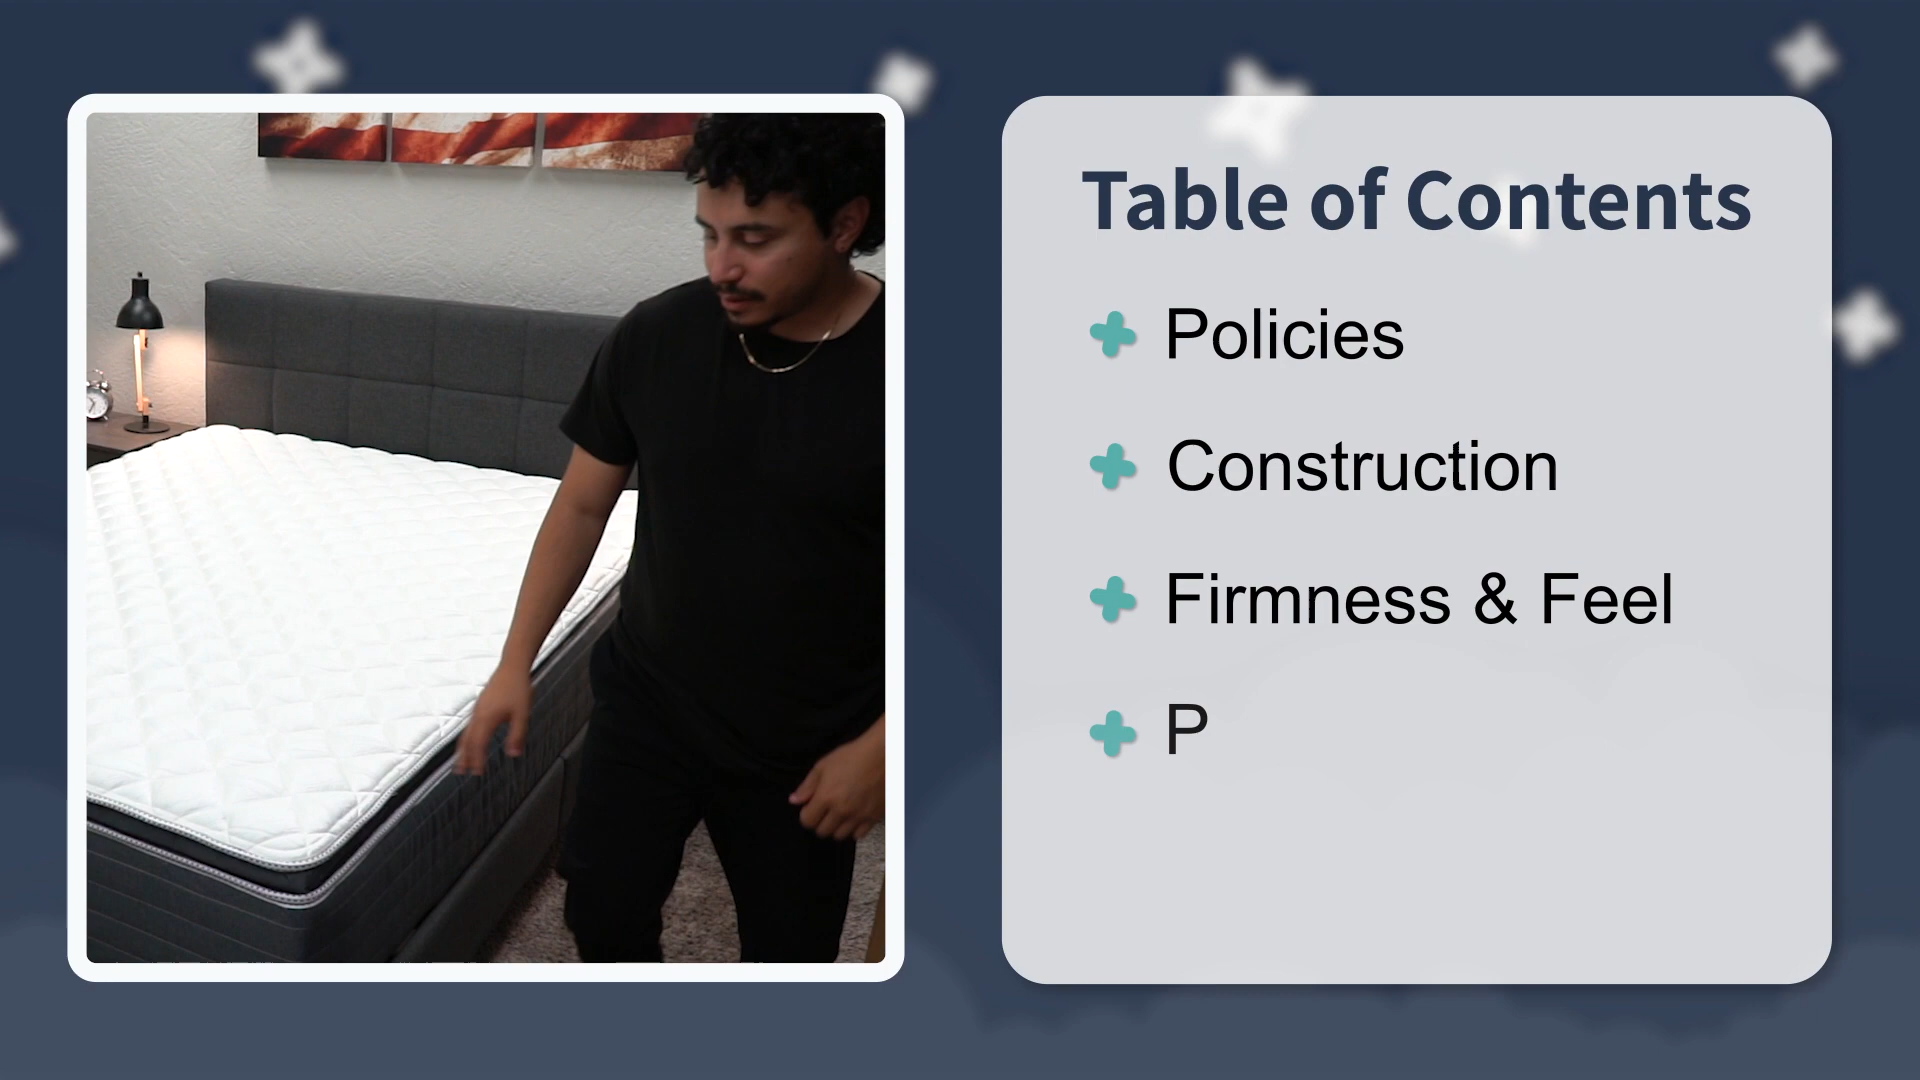 Table of Contents
Policies
Construction
Firmness & Feel
P